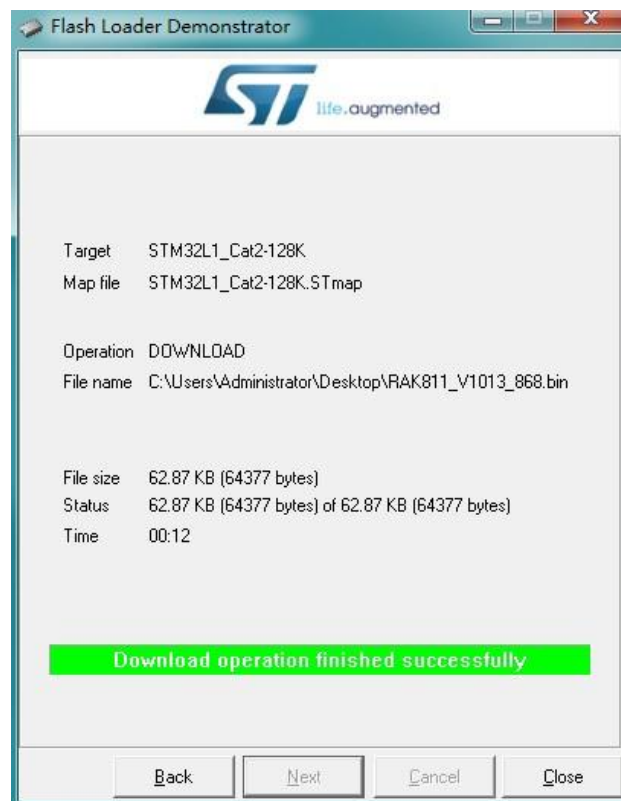 Flash Loader Demonstrator
ST life.augmented
Target STM32L1_Cat2-128K
Map file STM32L1_Cat2-128K.STmap
Operation DOWNLOAD
File name C:\Users\Administrator\Desktop\RAK811_V1013_868.bin
File size 62.87 KB (64377 bytes)
Status 62.87 KB (64377 bytes) of 62.87 KB (64377 bytes)
Time 00:12
Download operation finished successfully
Back Next Cancel Close